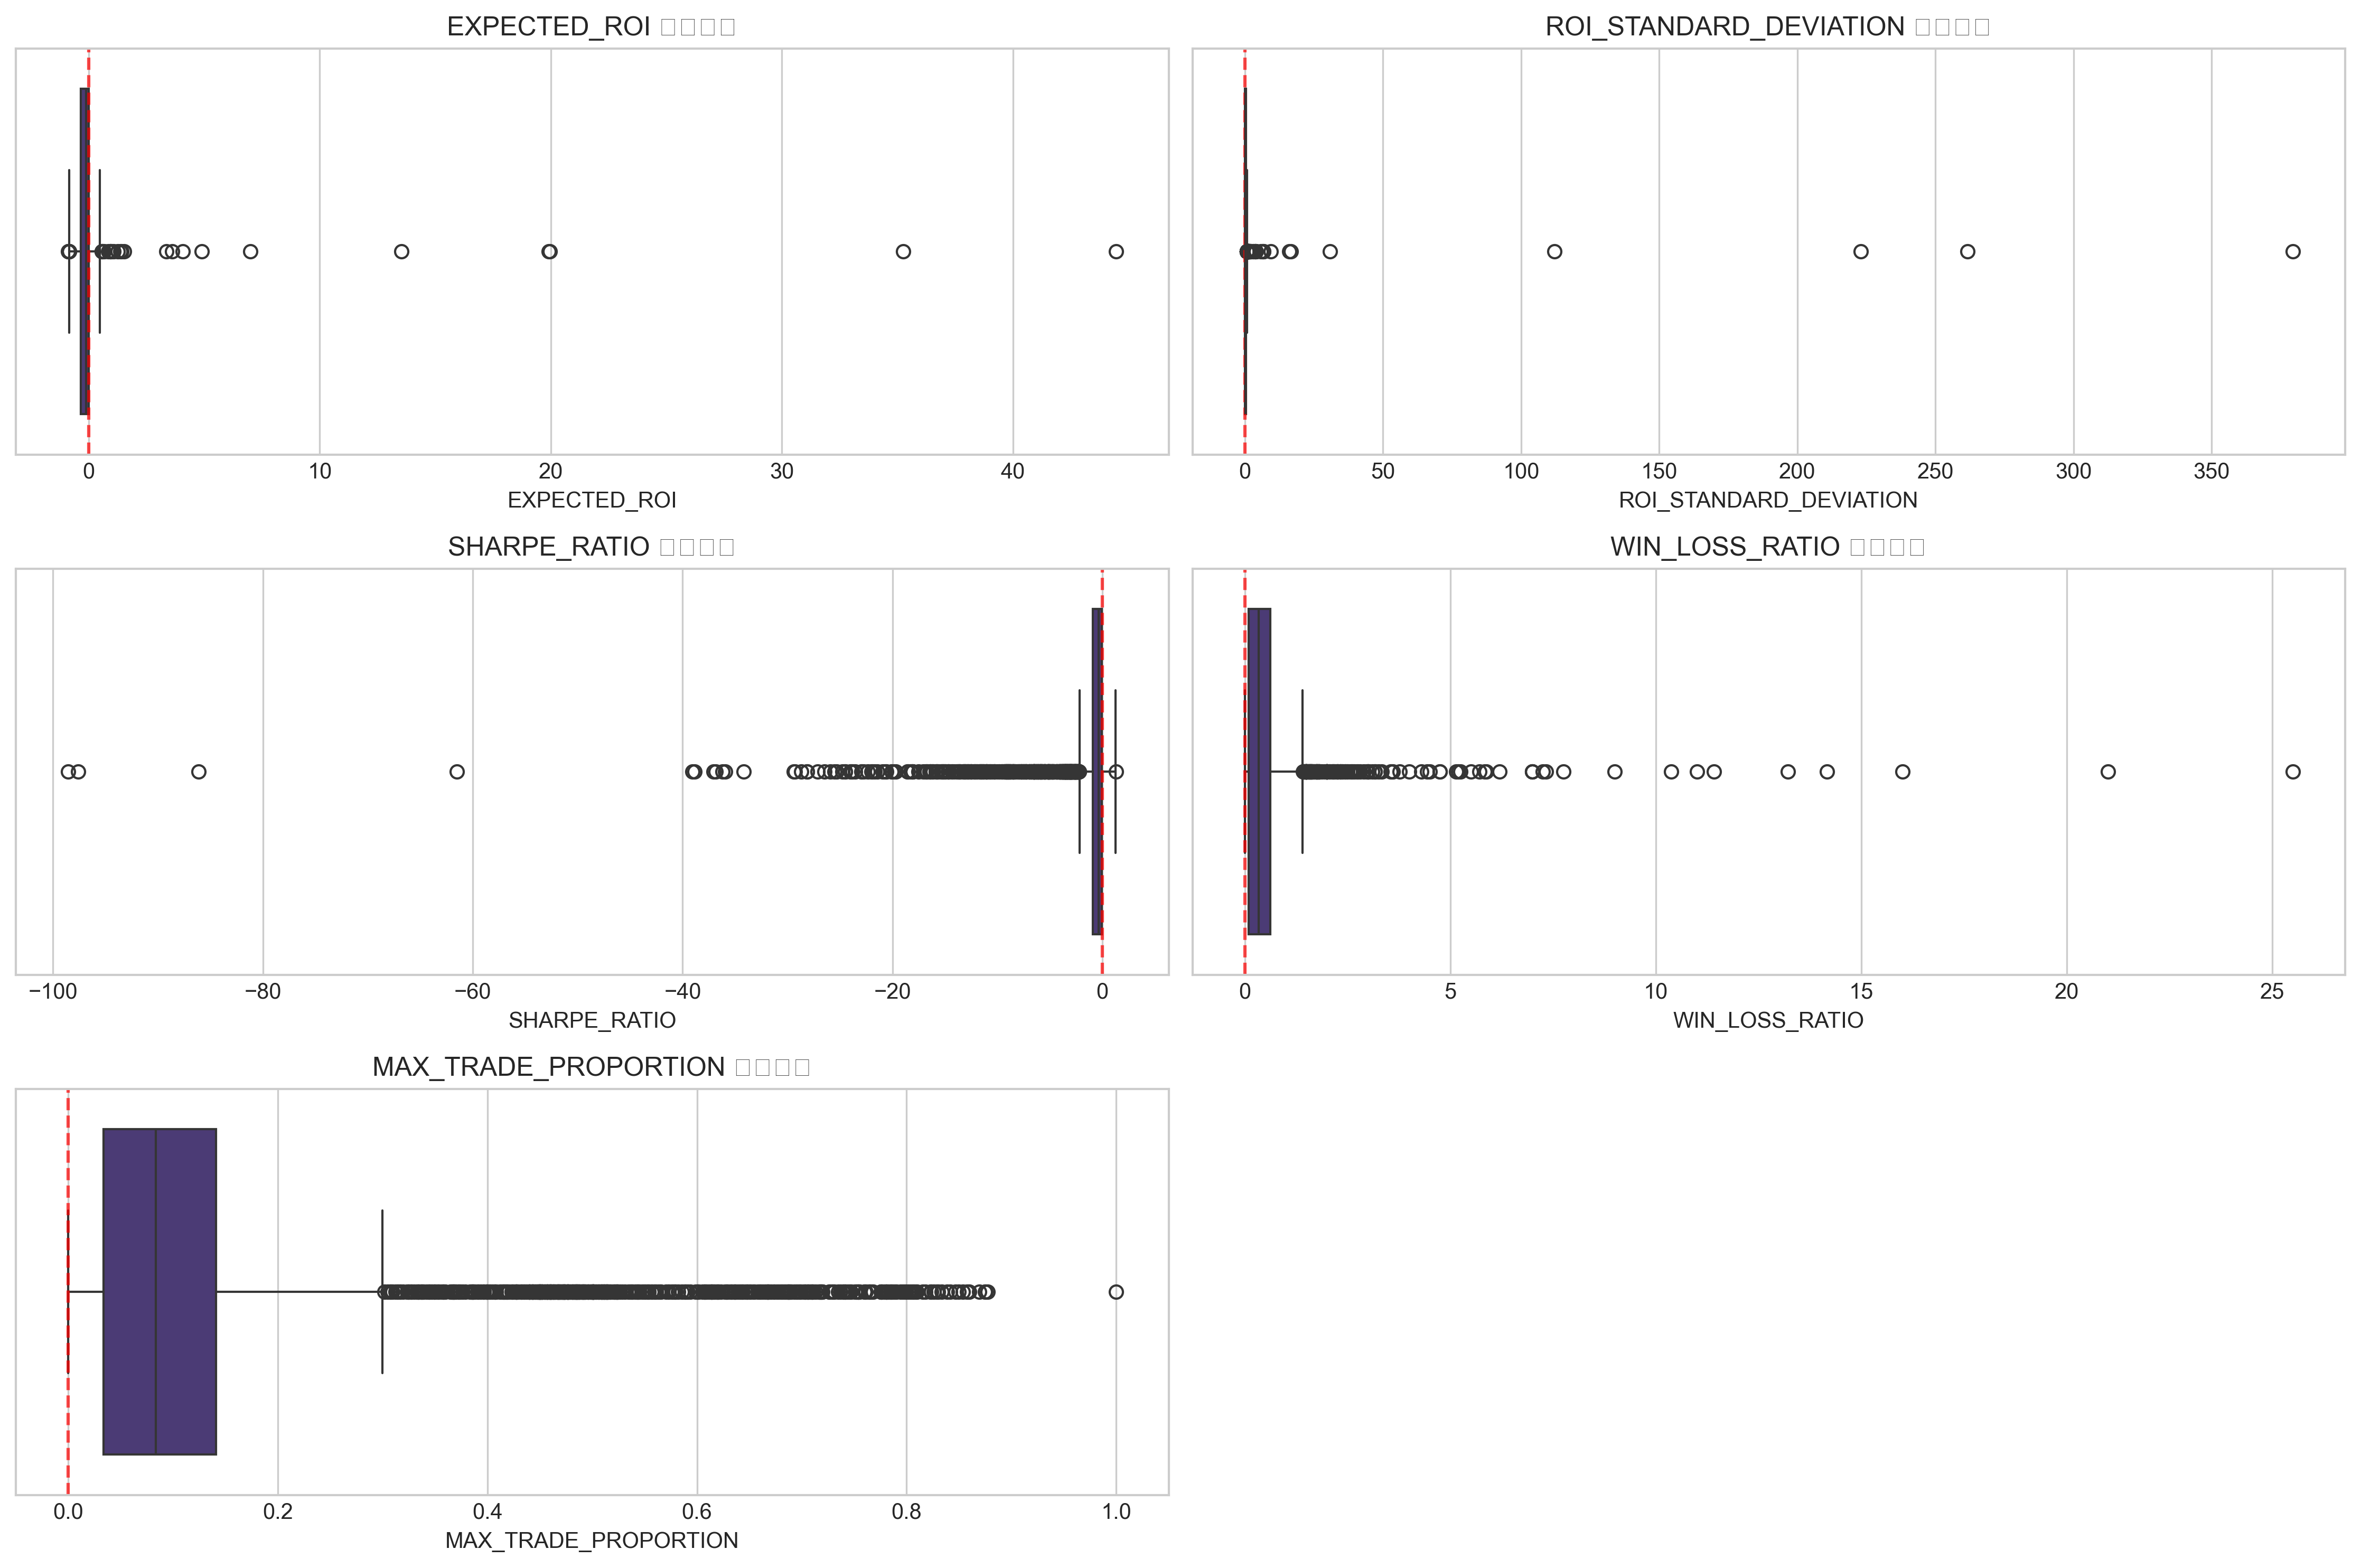 EXPECTED_ROI □□□□
0 10 20 30 40
EXPECTED_ROI
ROI_STANDARD_DEVIATION □□□□
0 50 100 150 200 250 300 350
ROI_STANDARD_DEVIATION
SHARPE_RATIO □□□□
−100 −80 −60 −40 −20 0
SHARPE_RATIO
WIN_LOSS_RATIO □□□□
0 5 10 15 20 25
WIN_LOSS_RATIO
MAX_TRADE_PROPORTION □□□□
0.0 0.2 0.4 0.6 0.8 1.0
MAX_TRADE_PROPORTION